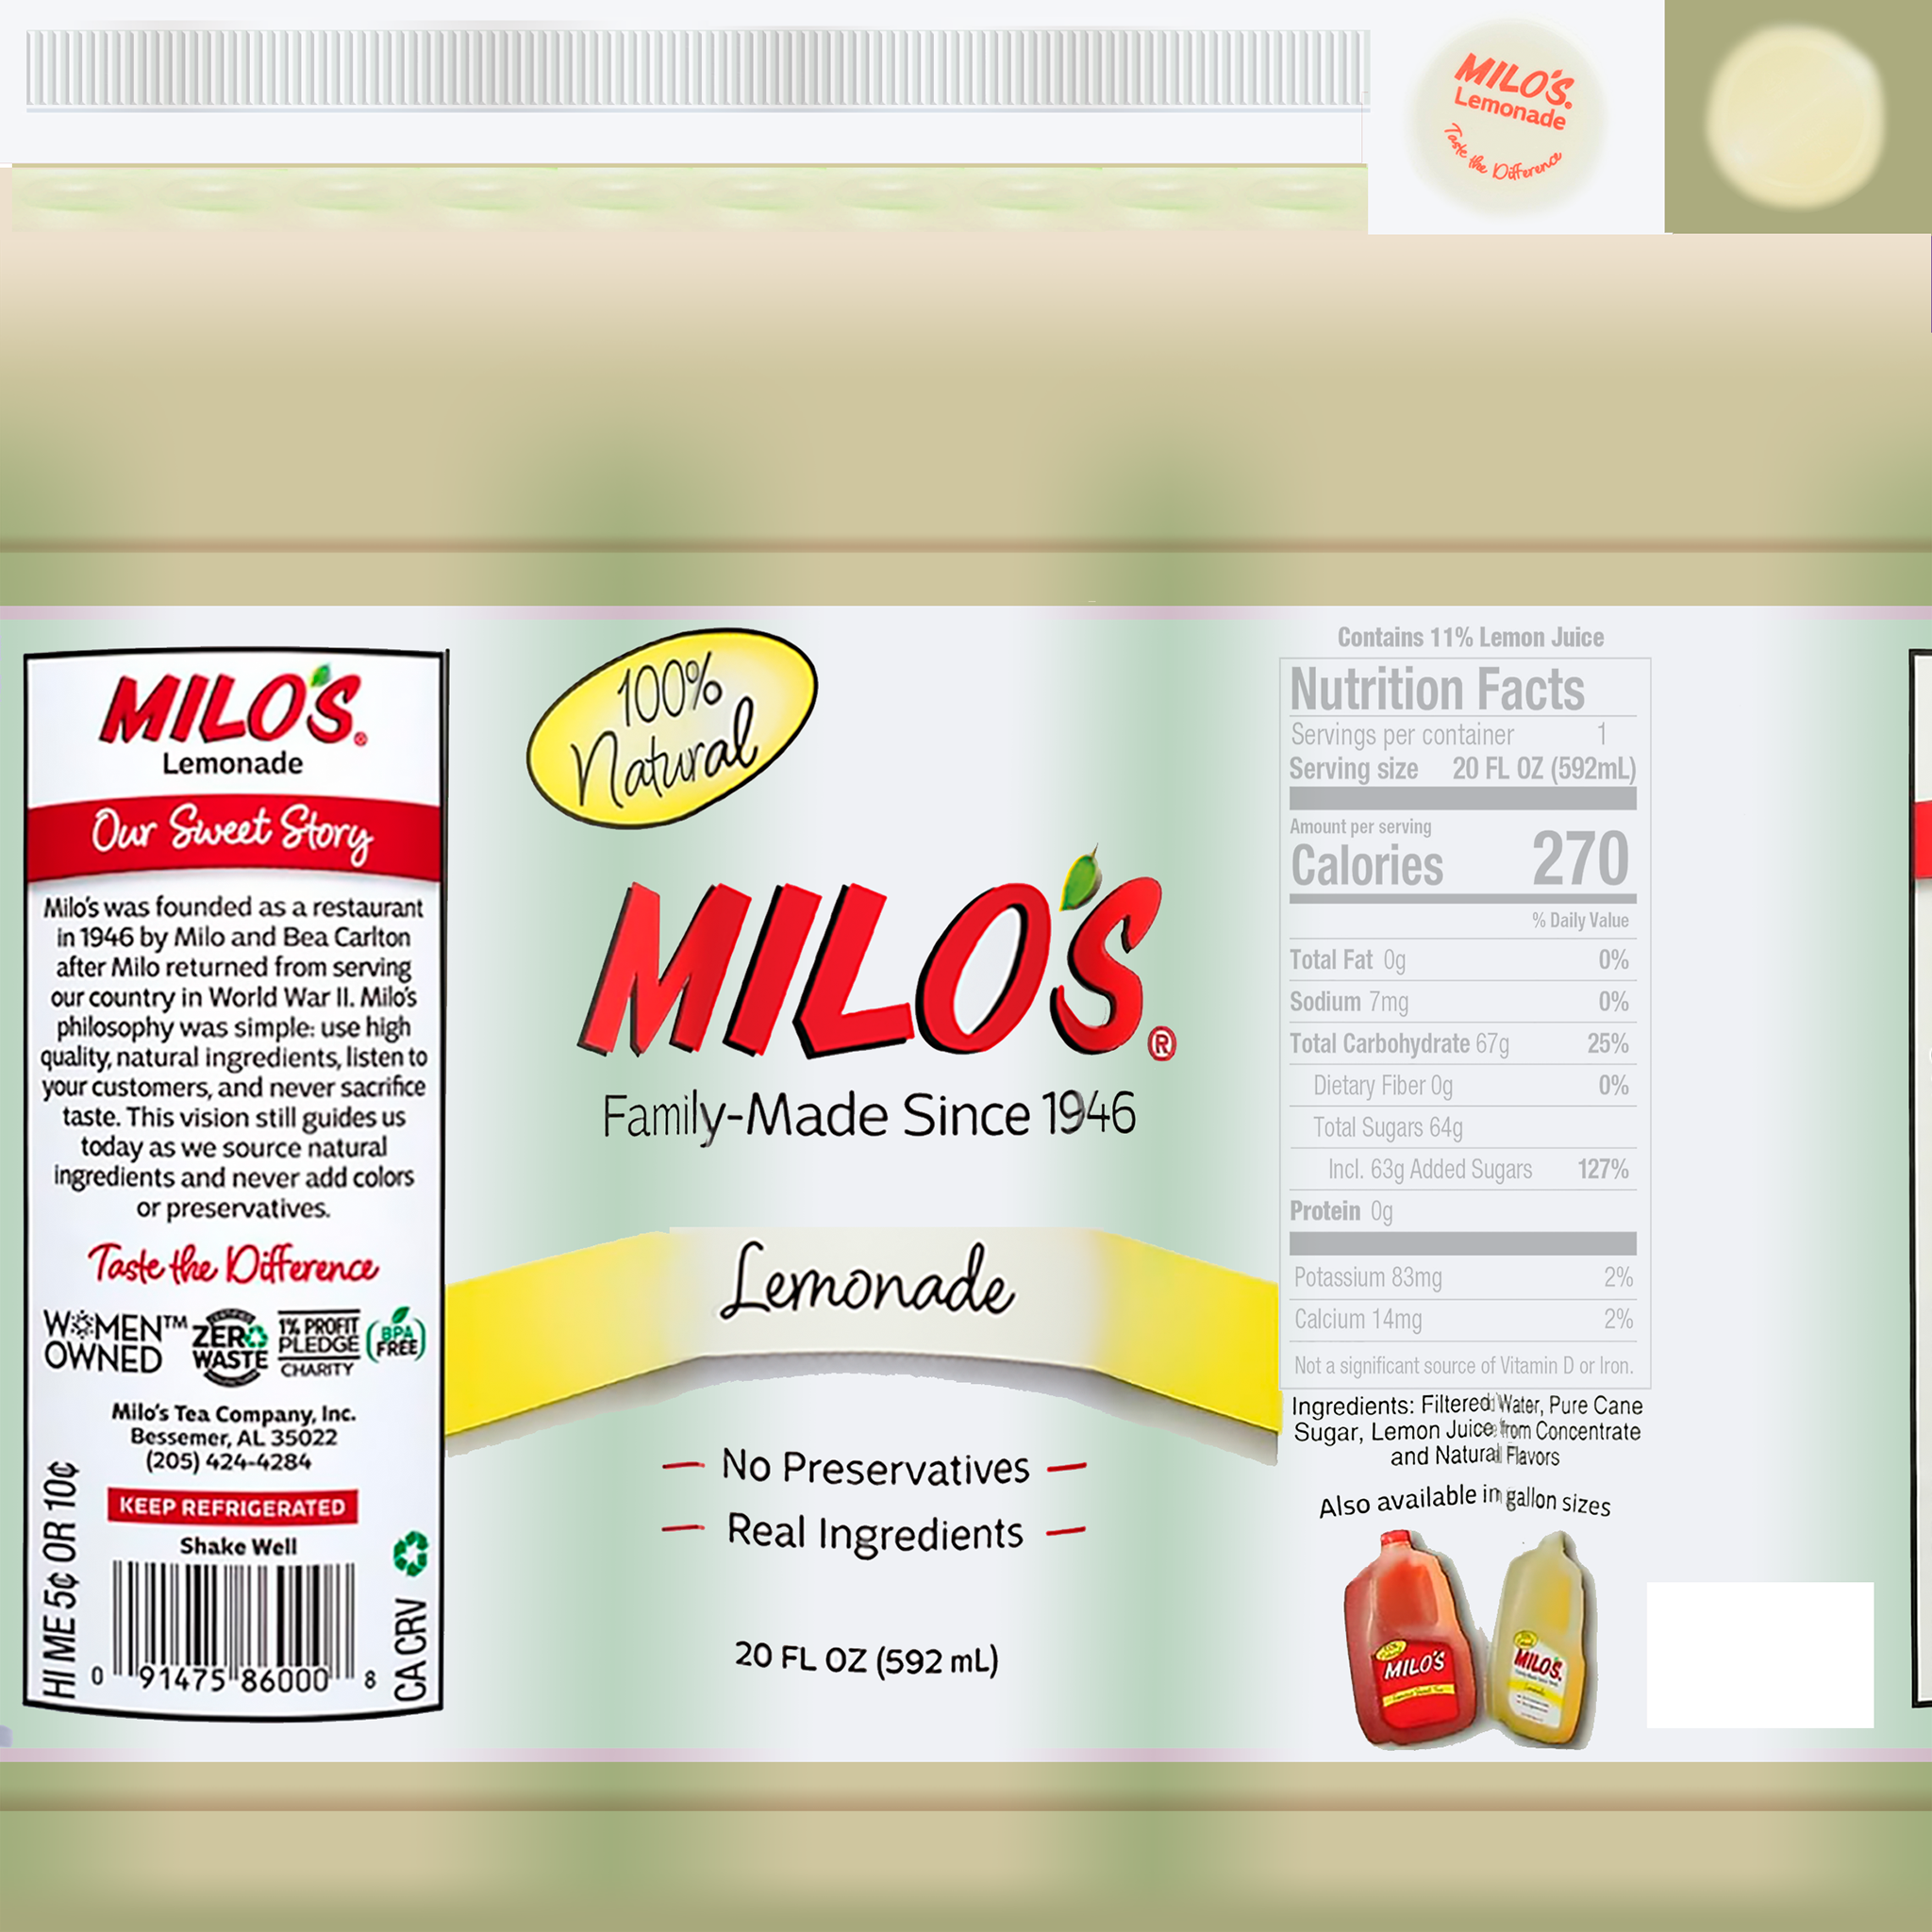 MILO'S.
Lemonade
Taste the Difference
MILO'S®
Lemonade
Our Sweet Story
Milo's was founded as a restaurant
in 1946 by Milo and Bea Carlton
after Milo returned from serving
our country in World War II. Milo's
philosophy was simple: use high
quality, natural ingredients, listen to
your customers, and never sacrifice
taste. This vision still guides us
today as we source natural
ingredients and never add colors
or preservatives.
Taste the Difference
WOMEN™
OWNED
ZERO
WASTE
1% PROFIT
PLEDGE
CHARITY
BPA
FREE
Milo's Tea Company, Inc.
Bessemer, AL 35022
(205) 424-4284
KEEP REFRIGERATED
Shake Well
HI ME 5¢ OR 10¢
CA CRV
0 91475 86000 8
100%
Natural
MILO'S®
Family-Made Since 1946
Lemonade
No Preservatives
Real Ingredients
20 FL OZ (592 mL)
Contains 11% Lemon Juice
Nutrition Facts
Servings per container 1
Serving size 20 FL OZ (592mL)
Amount per serving
Calories 270
% Daily Value
Total Fat 0g 0%
Sodium 7mg 0%
Total Carbohydrate 67g 25%
Dietary Fiber 0g 0%
Total Sugars 64g
Incl. 63g Added Sugars 127%
Protein 0g
Potassium 83mg 2%
Calcium 14mg 2%
Not a significant source of Vitamin D or Iron.
Ingredients: Filtered Water, Pure Cane
Sugar, Lemon Juice from Concentrate
and Natural Flavors
Also available in gallon sizes
MILO'S
MILO'S